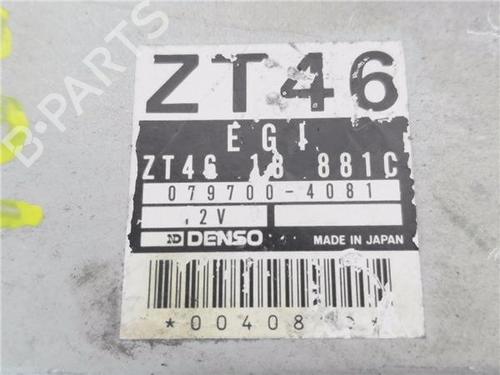 ZT46
EGI
ZT46 18 881C
079700-4081
.2V
DENSO MADE IN JAPAN
*00408
B-PARTS